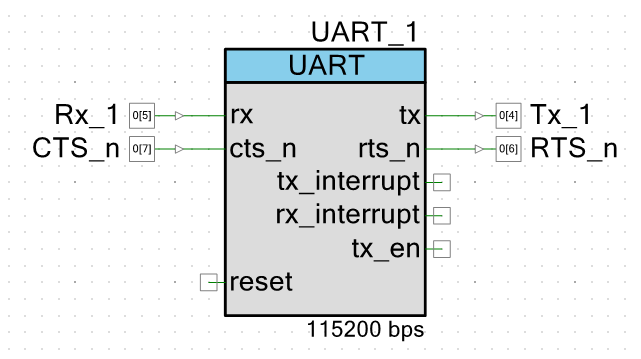 UART_1
UART
Rx_1 0[5] rx tx 0[4] Tx_1
CTS_n 0[7] cts_n rts_n 0[6] RTS_n
tx_interrupt
rx_interrupt
tx_en
reset
115200 bps